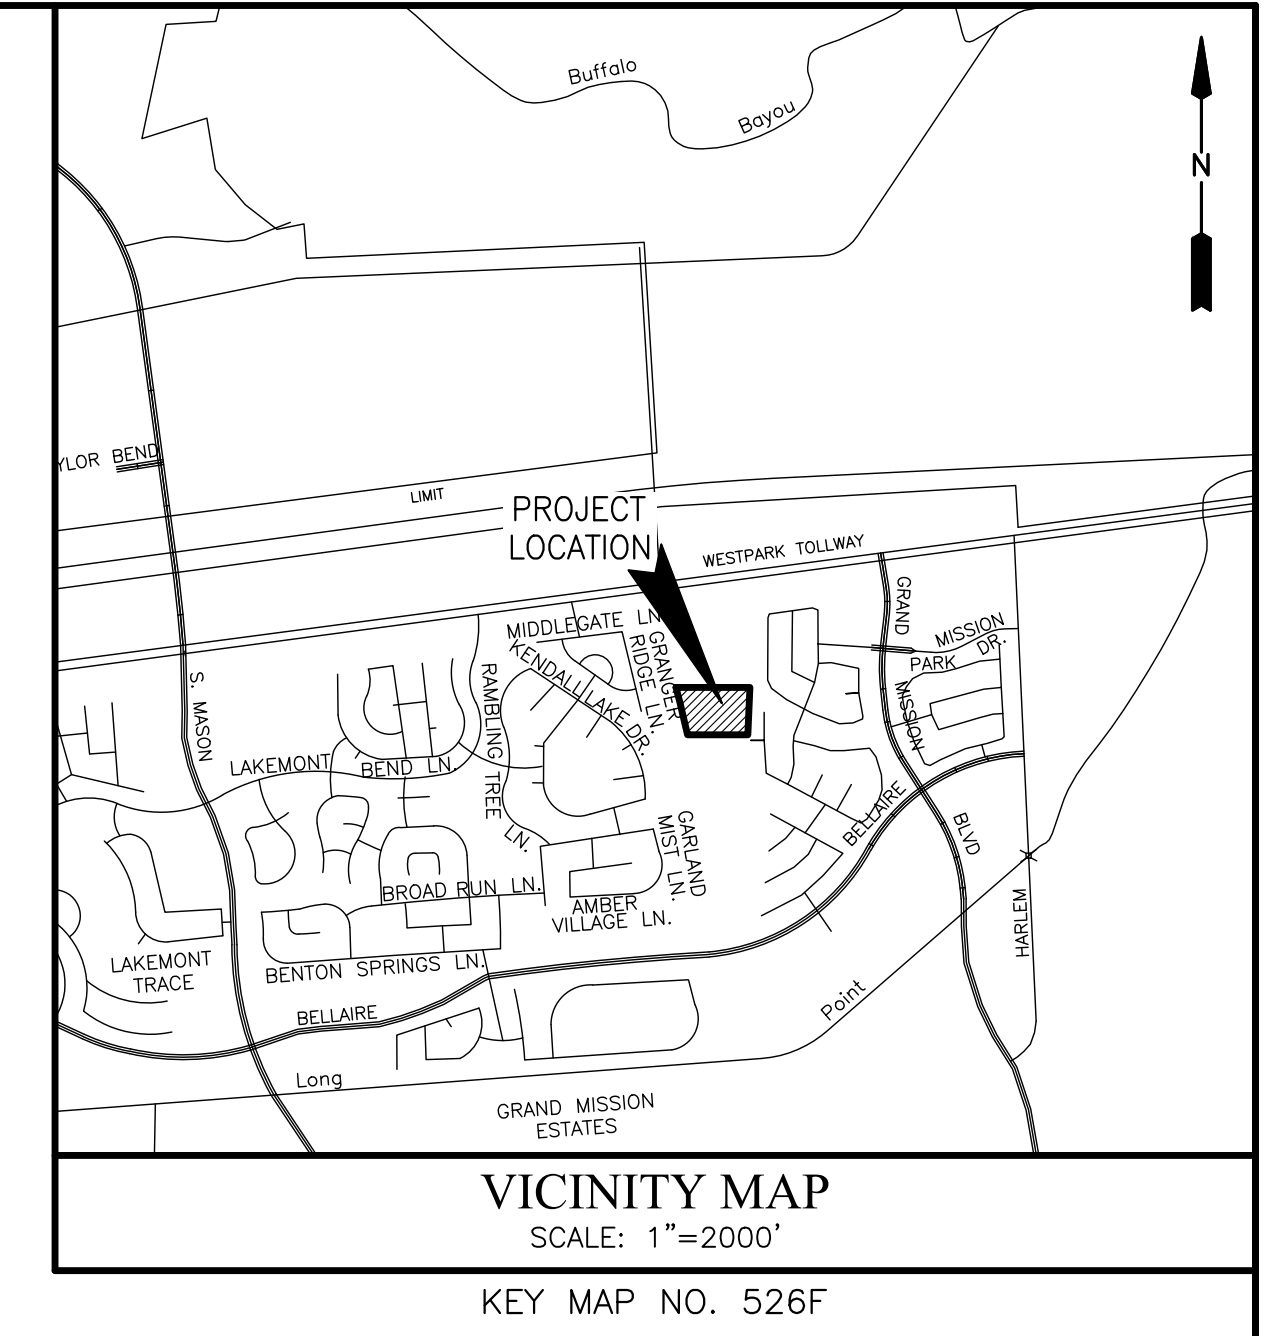 Buffalo
Bayou
N
YLOR BEND
LIMIT
PROJECT
LOCATION
WESTPARK TOLLWAY
GRAND
MISSION
MISSION
PARK DR.
MIDDLEGATE LN.
GRANGER
RIDGE LN.
KENDALL LAKE DR.
RAMBLING TREE
LN.
S. MASON
LAKEMONT
BEND LN.
BELLAIRE
BLVD
GARLAND
MIST LN.
BROAD RUN LN.
AMBER
VILLAGE LN.
HARLEM
LAKEMONT
TRACE
BENTON SPRINGS LN.
BELLAIRE
Point
Long
GRAND MISSION
ESTATES
VICINITY MAP
SCALE: 1"=2000'
KEY MAP NO. 526F